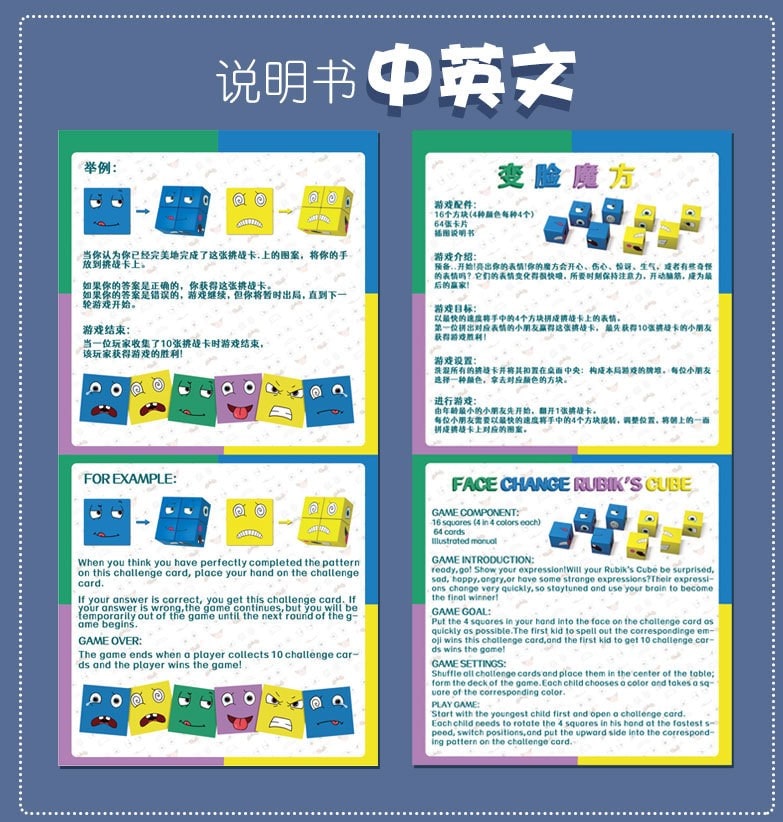 说明书 中英文
举例：
当你认为你已经完美地完成了这张挑战卡.上的图案，将你的手
放到挑战卡上。
如果你的答案是正确的，你获得这张挑战卡。
如果你的答案是错误的，游戏继续，但你将暂时出局，直到下一
轮游戏开始。
游戏结束：
当一位玩家收集了10张挑战卡时游戏结束，
该玩家获得游戏的胜利！
变脸魔方
游戏配件：
16个方块（4种颜色每种4个）
64张卡片
插图说明书
游戏介绍：
预备...开始！亮出你的表情！你的魔方会开心、伤心、惊讶、生气，或者有些奇怪
的表情吗？它们的表情变化得很快噢，所要时刻保持注意力，开动脑筋，成为最
后的赢家！
游戏目标：
以最快的速度将手中的4个方块拼成挑战卡上的表情。
第一位拼出对应表情的小朋友赢得这张挑战卡， 最先获得10张挑战卡的小朋友
获得游戏胜利！
游戏设置：
洗混所有的挑战卡并将其扣置在桌面中央；构成本局游戏的牌堆。每位小朋友
选择一种颜色，拿去对应颜色的方块。
进行游戏：
由年龄最小的小朋友先开始，翻开1张挑战卡。
每位小朋友需要以最快的速度将手中的4个方块旋转，调整位置，将朝上的一面
拼成挑战卡上对应的图案。
FOR EXAMPLE:
When you think you have perfectly completed the pattern
on this challenge card, place your hand on the challenge
card.
If your answer is correct, you get this challenge card. If
your answer is wrong,the game continues,but you will be
temporarily out of the game until the next round of the g-
ame begins.
GAME OVER:
The game ends when a player collects 10 challenge car-
ds and the player wins the game!
FACE CHANGE RUBIK'S CUBE
GAME COMPONENT:
16 squares (4 in 4 colors each)
64 cards
Illustrated manual
GAME INTRODUCTION:
ready,go! Show your expression!Will your Rubik's Cube be surprised,
sad, happy,angry,or have some strange expressions?Their expressi-
ons change very quickly, so staytuned and use your brain to become
the final winner!
GAME GOAL:
Put the 4 squares in your hand into the face on the challenge card as
quickly as possible.The first kid to spell out the correspondinge em-
oji wins this challenge card,and the first kid to get 10 challenge car-
ds wins the game!
GAME SETTINGS:
Shuffle all challenge cards and place them in the center of the table;
form the deck of the game. Each child chooses a color and takes a sq-
uare of the corresponding color.
PLAY GAME:
Start with the youngest child first and open a challenge card.
Each child needs to rotate the 4 squares in his hand at the fastest s-
peed, switch positions,and put the upward side into the correspond-
ing pattern on the challenge card.